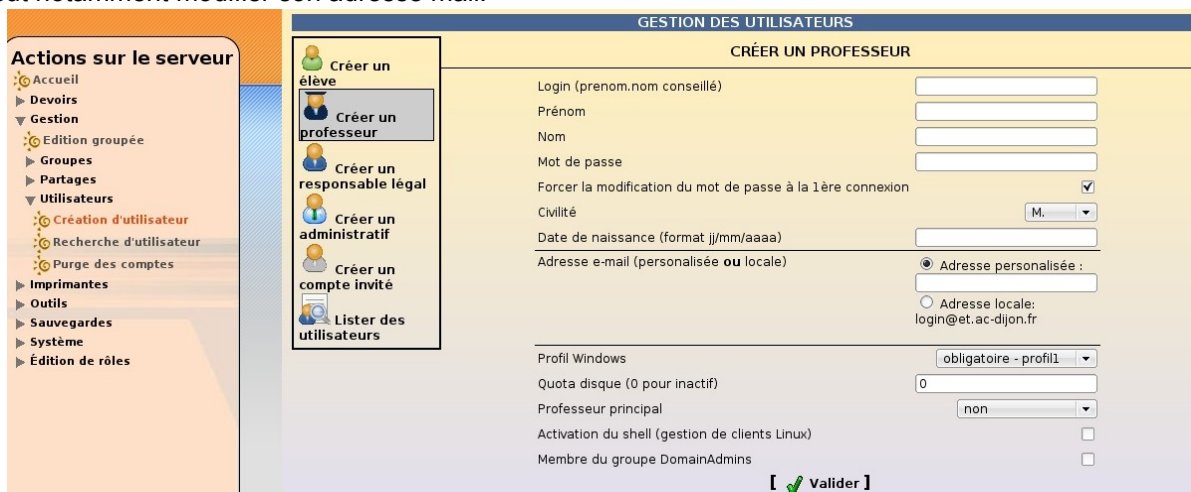 GESTION DES UTILISATEURS
Actions sur le serveur
Accueil
Devoirs
Gestion
Edition groupée
Groupes
Partages
Utilisateurs
Création d'utilisateur
Recherche d'utilisateur
Purge des comptes
Imprimantes
Outils
Sauvegardes
Système
Édition de rôles
Créer un
élève
Créer un
professeur
Créer un
responsable légal
Créer un
administratif
Créer un
compte invité
Lister des
utilisateurs
CRÉER UN PROFESSEUR
Login (prenom.nom conseillé)
Prénom
Nom
Mot de passe
Forcer la modification du mot de passe à la 1ère connexion
Civilité M.
Date de naissance (format jj/mm/aaaa)
Adresse e-mail (personalisée ou locale) Adresse personalisée :
Adresse locale:
login@et.ac-dijon.fr
Profil Windows obligatoire - profil1
Quota disque (0 pour inactif) 0
Professeur principal non
Activation du shell (gestion de clients Linux)
Membre du groupe DomainAdmins
[ Valider ]